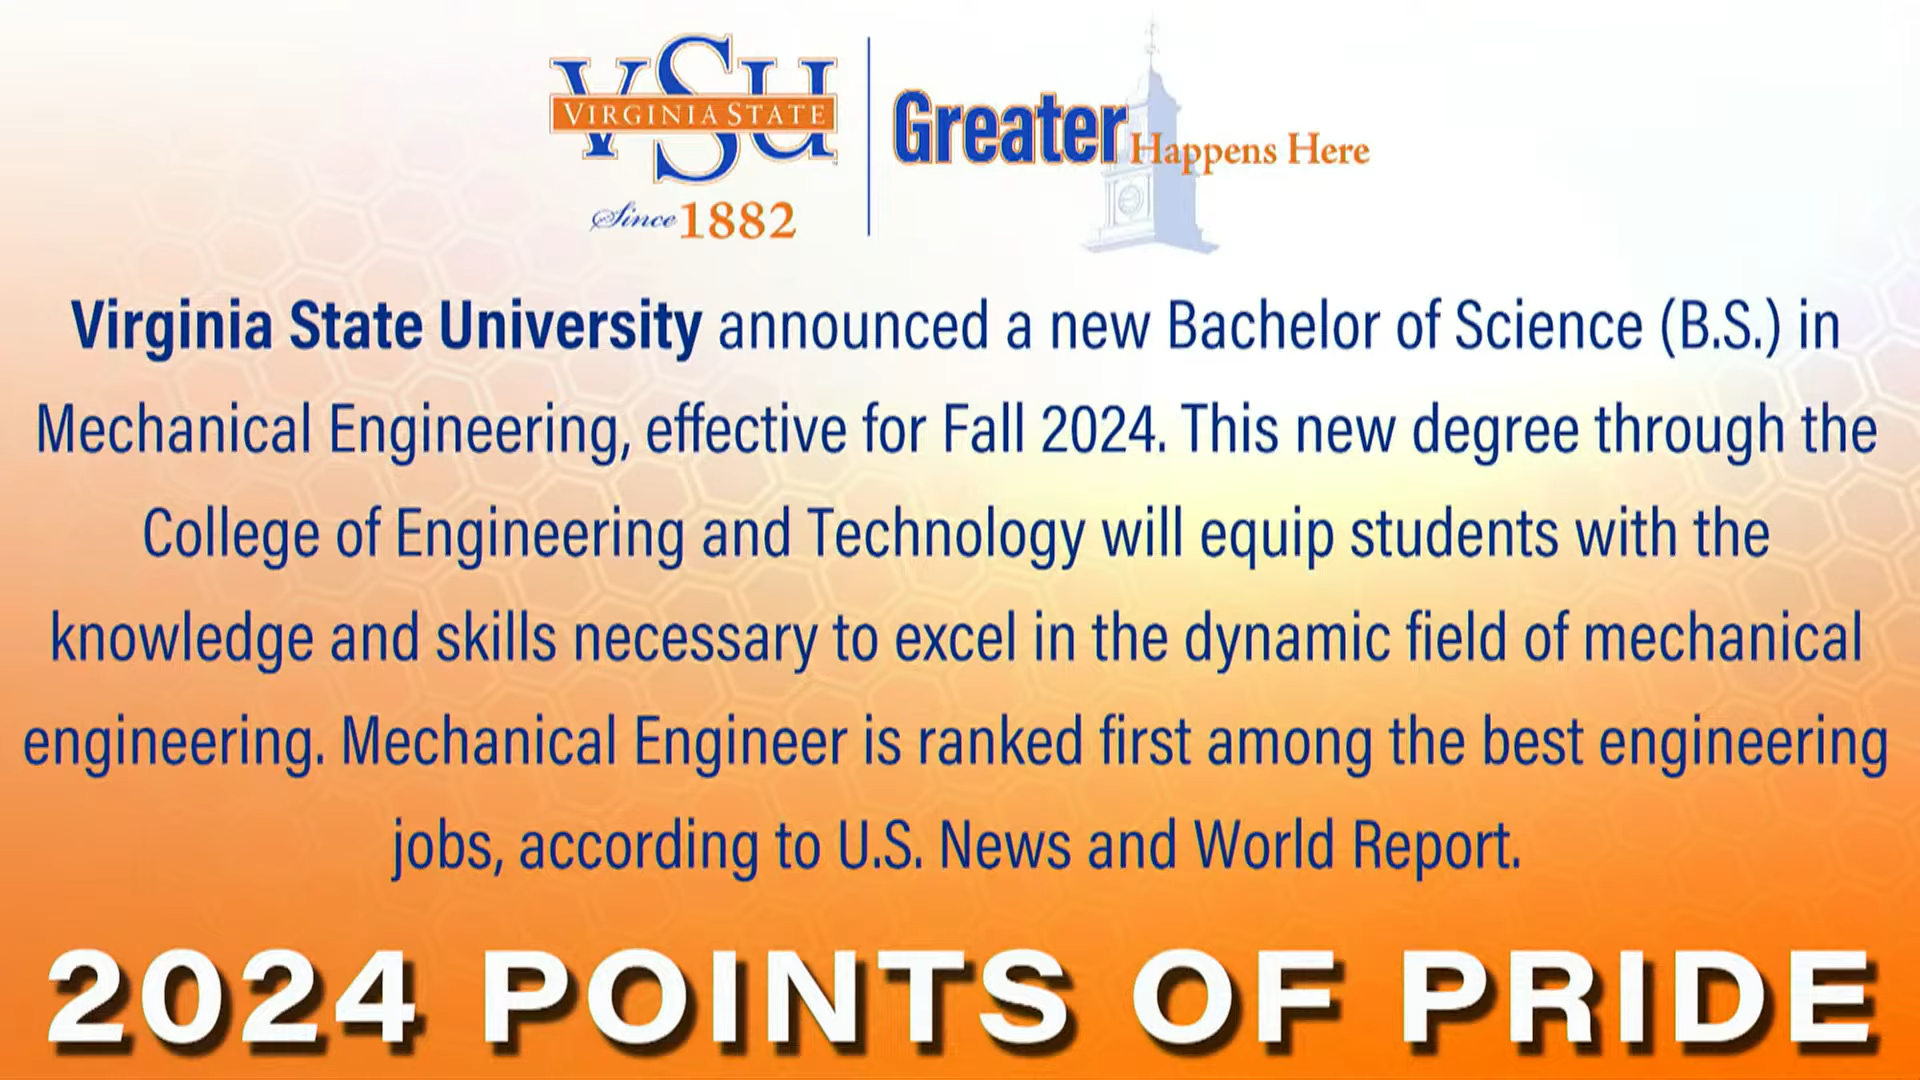 VSU
VIRGINIA STATE
Since 1882
Greater Happens Here
Virginia State University announced a new Bachelor of Science (B.S.) in
Mechanical Engineering, effective for Fall 2024. This new degree through the
College of Engineering and Technology will equip students with the
knowledge and skills necessary to excel in the dynamic field of mechanical
engineering. Mechanical Engineer is ranked first among the best engineering
jobs, according to U.S. News and World Report.
2024 POINTS OF PRIDE